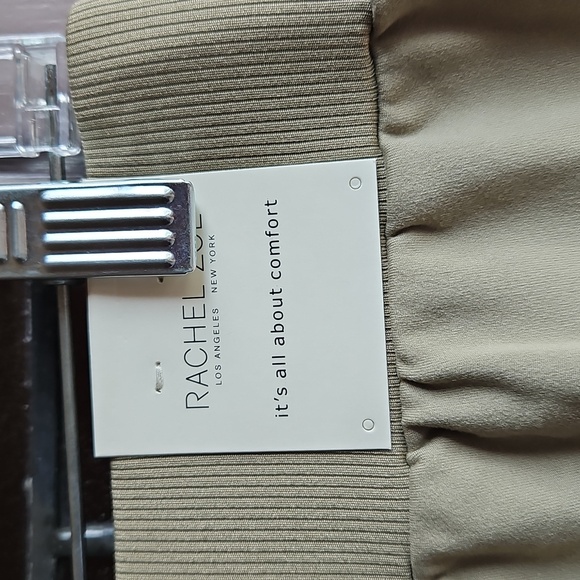 RACHEL ZOE
LOS ANGELES NEW YORK
it's all about comfort